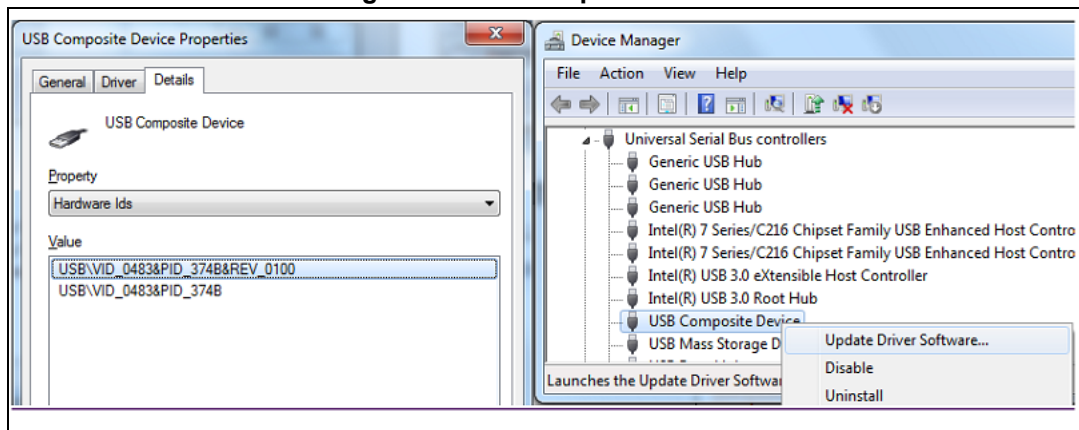 USB Composite Device Properties
General Driver Details
USB Composite Device
Property
Hardware Ids
Value
USB\VID_0483&PID_374B&REV_0100
USB\VID_0483&PID_374B
Device Manager
File Action View Help
Universal Serial Bus controllers
Generic USB Hub
Generic USB Hub
Generic USB Hub
Intel(R) 7 Series/C216 Chipset Family USB Enhanced Host Contro
Intel(R) 7 Series/C216 Chipset Family USB Enhanced Host Contro
Intel(R) USB 3.0 eXtensible Host Controller
Intel(R) USB 3.0 Root Hub
USB Composite Device
USB Mass Storage D
Update Driver Software...
Disable
Uninstall
Launches the Update Driver Softwa